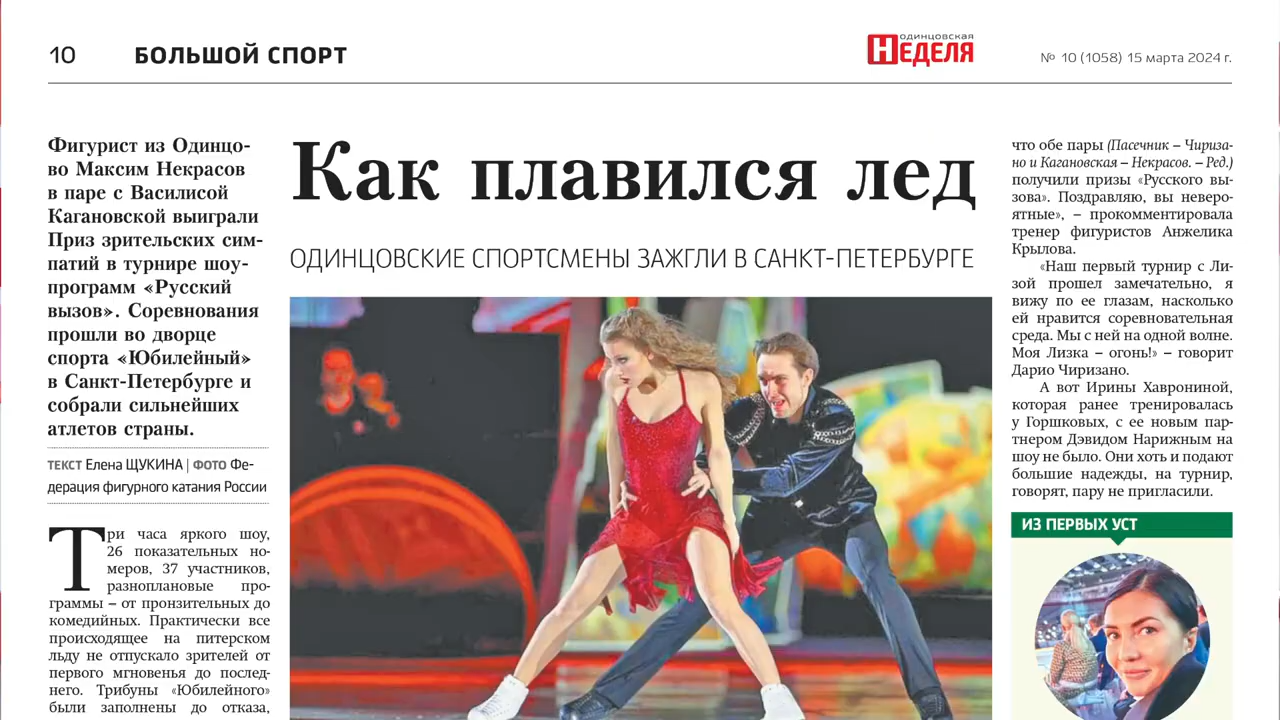 10
БОЛЬШОЙ СПОРТ
ОДИНЦОВСКАЯ
НЕДЕЛЯ
№ 10 (1058) 15 марта 2024 г.
Фигурист из Одинцо-
во Максим Некрасов
в паре с Василисой
Кагановской выиграли
Приз зрительских сим-
патий в турнире шоу-
программ «Русский
вызов». Соревнования
прошли во дворце
спорта «Юбилейный»
в Санкт-Петербурге и
собрали сильнейших
атлетов страны.
ТЕКСТ Елена ЩУКИНА | ФОТО Фе-
дерация фигурного катания России
Три часа яркого шоу,
26 показательных но-
меров, 37 участников,
разноплановые про-
граммы – от пронзительных до
комедийных. Практически все
происходящее на питерском
льду не отпускало зрителей от
первого мгновенья до послед-
него. Трибуны «Юбилейного»
были заполнены до отказа,
Как плавился лед
ОДИНЦОВСКИЕ СПОРТСМЕНЫ ЗАЖГЛИ В САНКТ-ПЕТЕРБУРГЕ
что обе пары (Пасечник – Чириза-
но и Кагановская – Некрасов. – Ред.)
получили призы «Русского вы-
зова». Поздравляю, вы неверо-
ятные», – прокомментировала
тренер фигуристов Анжелика
Крылова.
«Наш первый турнир с Ли-
зой прошел замечательно, я
вижу по ее глазам, насколько
ей нравится соревновательная
среда. Мы с ней на одной волне.
Моя Лизка – огонь!» – говорит
Дарио Чиризано.
А вот Ирины Хаврониной,
которая ранее тренировалась
у Горшковых, с ее новым пар-
тнером Дэвидом Нарижным на
шоу не было. Они хоть и подают
большие надежды, на турнир,
говорят, пару не пригласили.
ИЗ ПЕРВЫХ УСТ